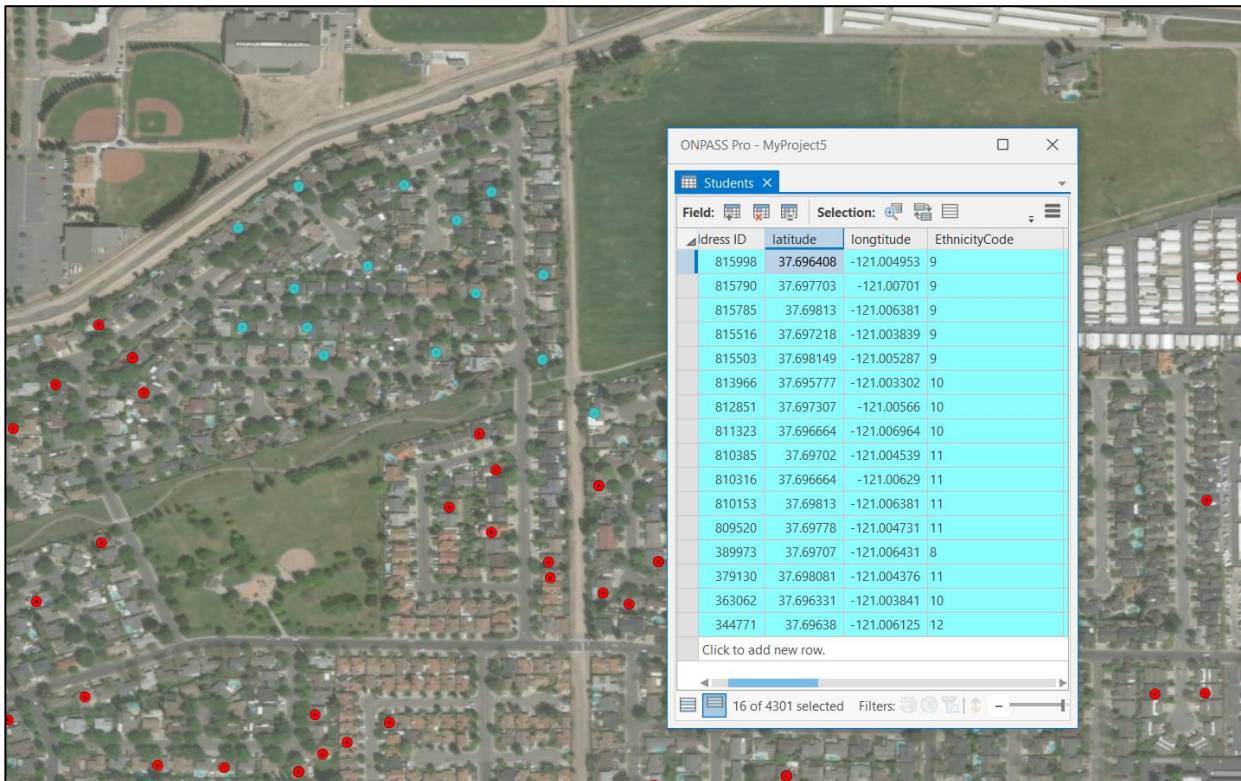 ONPASS Pro - MyProject5
Students
Field: Selection:
ldress ID latitude longtitude EthnicityCode
815998 37.696408 -121.004953 9
815790 37.697703 -121.00701 9
815785 37.69813 -121.006381 9
815516 37.697218 -121.003839 9
815503 37.698149 -121.005287 9
813966 37.695777 -121.003302 10
812851 37.697307 -121.00566 10
811323 37.696664 -121.006964 10
810385 37.69702 -121.004539 11
810316 37.696664 -121.00629 11
810153 37.69813 -121.006381 11
809520 37.69778 -121.004731 11
389973 37.69707 -121.006431 8
379130 37.698081 -121.004376 11
363062 37.696331 -121.003841 10
344771 37.69638 -121.006125 12
Click to add new row.
16 of 4301 selected Filters: